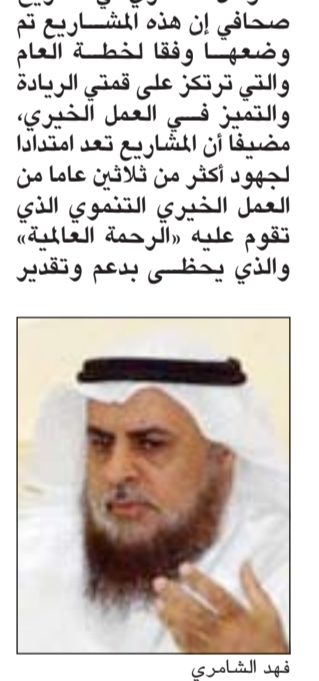 صحافي إن هذه المشاريع تم
وضعها وفقا لخطة العام
والتي ترتكز على قمتي الريادة
والتميز في العمل الخيري،
مضيفا أن المشاريع تعد امتدادا
لجهود أكثر من ثلاثين عاما من
العمل الخيري التنموي الذي
تقوم عليه «الرحمة العالمية»
والذي يحظى بدعم وتقدير
فهد الشامري